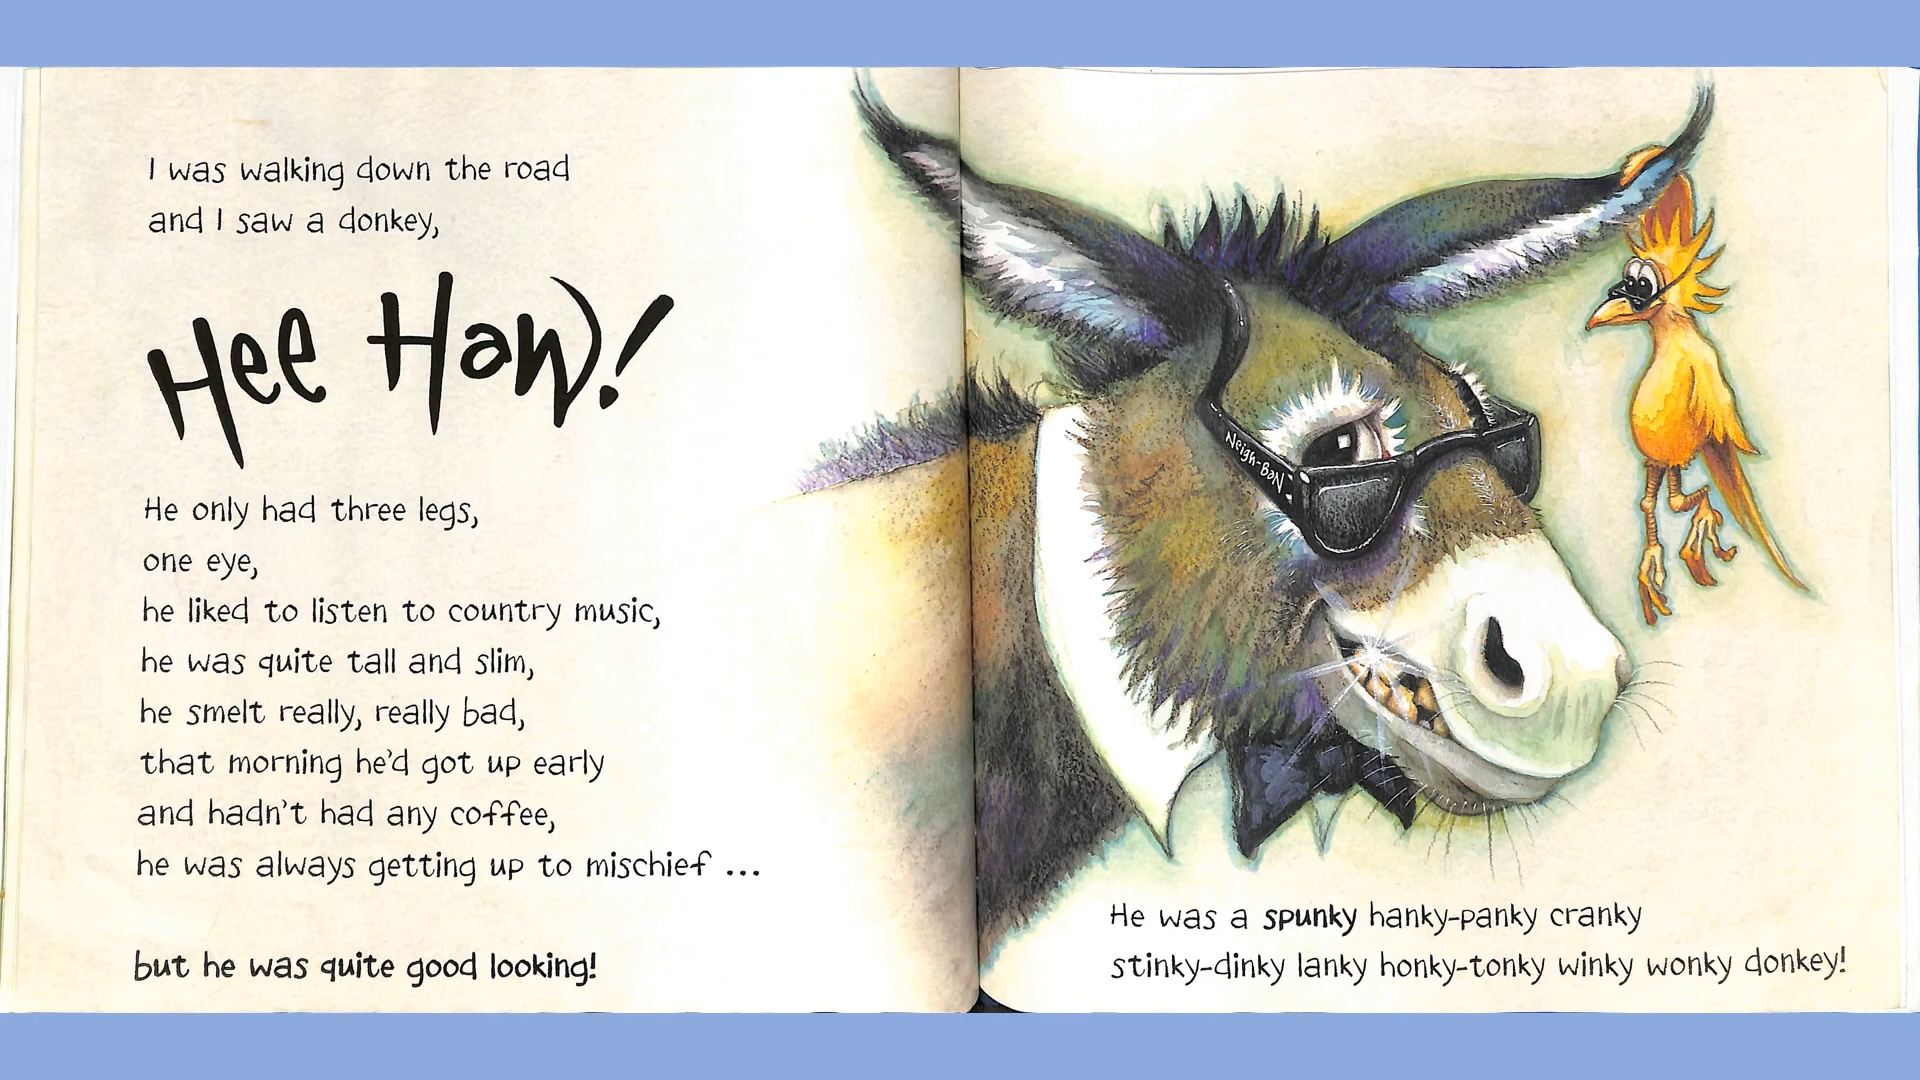 I was walking down the road
and I saw a donkey,
Hee Haw!
He only had three legs,
one eye,
he liked to listen to country music,
he was quite tall and slim,
he smelt really, really bad,
that morning he'd got up early
and hadn't had any coffee,
he was always getting up to mischief ...
but he was quite good looking!
Neigh-Ban
He was a spunky hanky-panky cranky
stinky-dinky lanky honky-tonky winky wonky donkey!